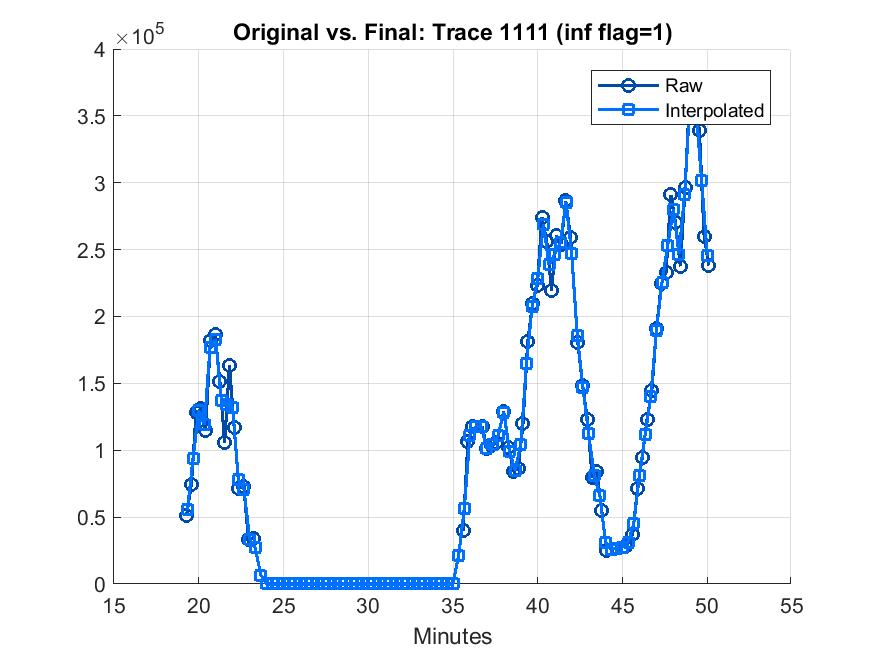 Original vs. Final: Trace 1111 (inf flag=1)
×10^5
4
3.5
3
2.5
2
1.5
1
0.5
0
Raw
Interpolated
15 20 25 30 35 40 45 50 55
Minutes